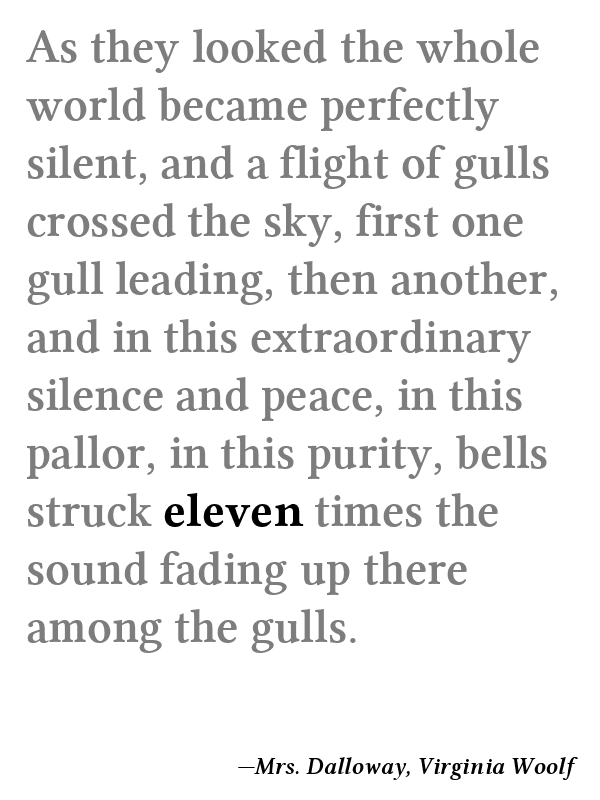 As they looked the whole
world became perfectly
silent, and a flight of gulls
crossed the sky, first one
gull leading, then another,
and in this extraordinary
silence and peace, in this
pallor, in this purity, bells
struck eleven times the
sound fading up there
among the gulls.
—Mrs. Dalloway, Virginia Woolf